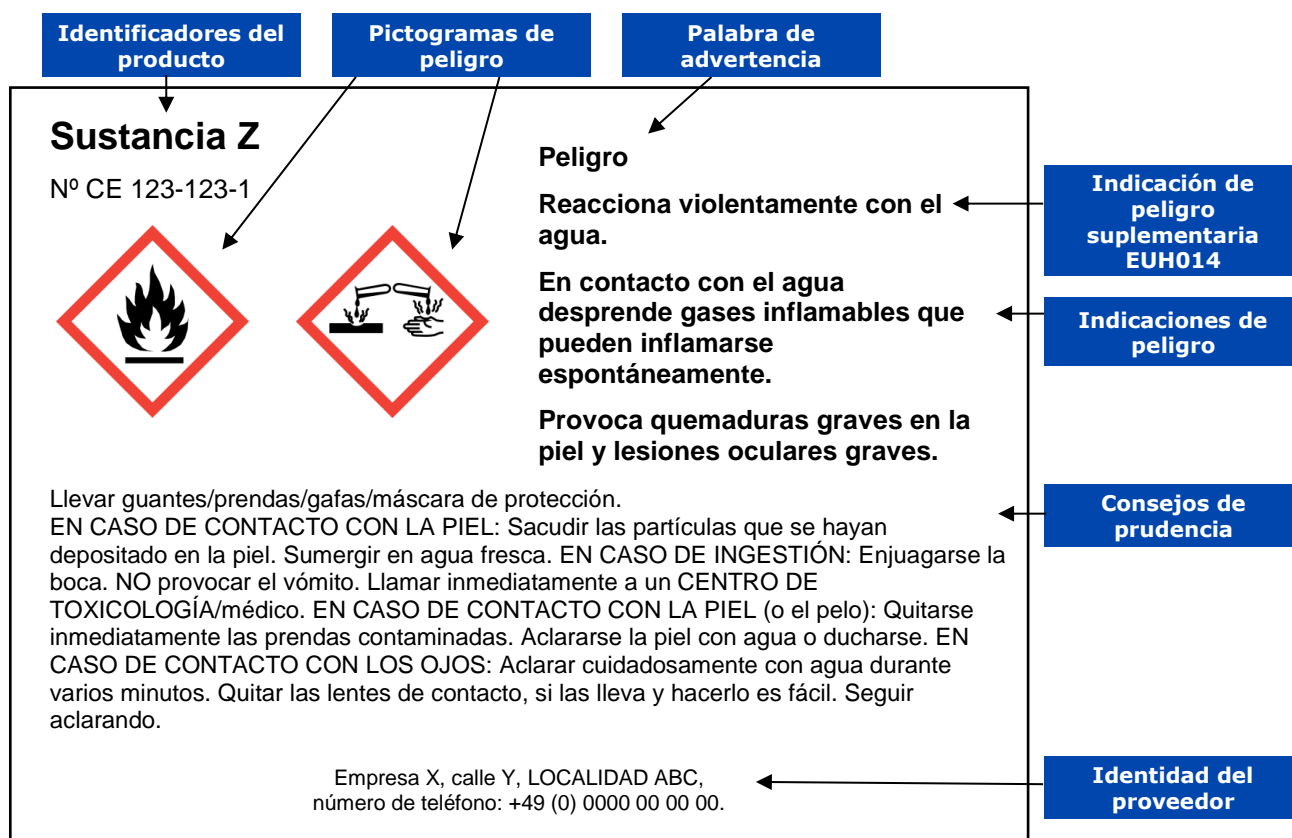 Identificadores del
producto
Pictogramas de
peligro
Palabra de
advertencia
Sustancia Z
Nº CE 123-123-1
Peligro
Reacciona violentamente con el
agua.
En contacto con el agua
desprende gases inflamables que
pueden inflamarse
espontáneamente.
Provoca quemaduras graves en la
piel y lesiones oculares graves.
Indicación de
peligro
suplementaria
EUH014
Indicaciones de
peligro
Llevar guantes/prendas/gafas/máscara de protección.
EN CASO DE CONTACTO CON LA PIEL: Sacudir las partículas que se hayan
depositado en la piel. Sumergir en agua fresca. EN CASO DE INGESTIÓN: Enjuagarse la
boca. NO provocar el vómito. Llamar inmediatamente a un CENTRO DE
TOXICOLOGÍA/médico. EN CASO DE CONTACTO CON LA PIEL (o el pelo): Quitarse
inmediatamente las prendas contaminadas. Aclararse la piel con agua o ducharse. EN
CASO DE CONTACTO CON LOS OJOS: Aclarar cuidadosamente con agua durante
varios minutos. Quitar las lentes de contacto, si las lleva y hacerlo es fácil. Seguir
aclarando.
Consejos de
prudencia
Empresa X, calle Y, LOCALIDAD ABC,
número de teléfono: +49 (0) 0000 00 00 00.
Identidad del
proveedor